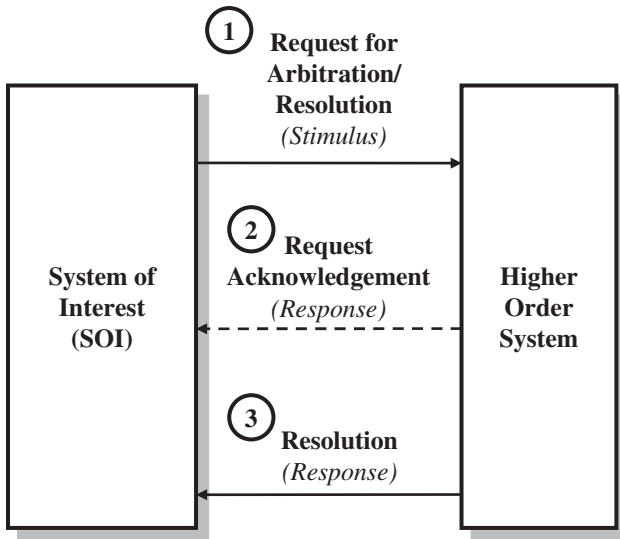 1
Request for
Arbitration/
Resolution
(Stimulus)
2
Request
Acknowledgement
(Response)
System of
Interest
(SOI)
Higher
Order
System
3
Resolution
(Response)